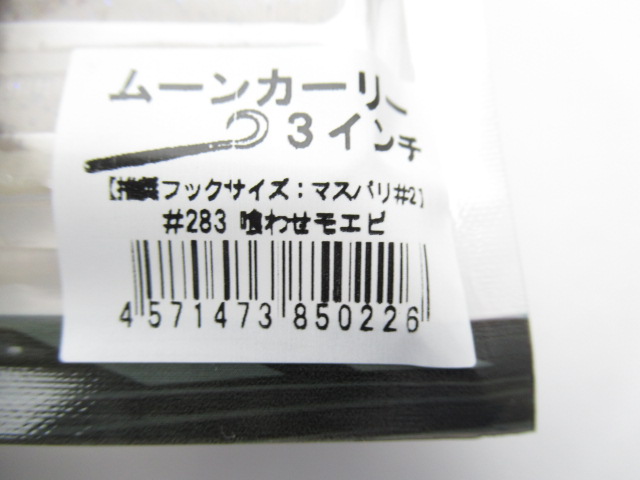 ムーンカーリー
3インチ
【推奨フックサイズ：マスバリ#2】
#283 喰わせモエビ
4571473850226